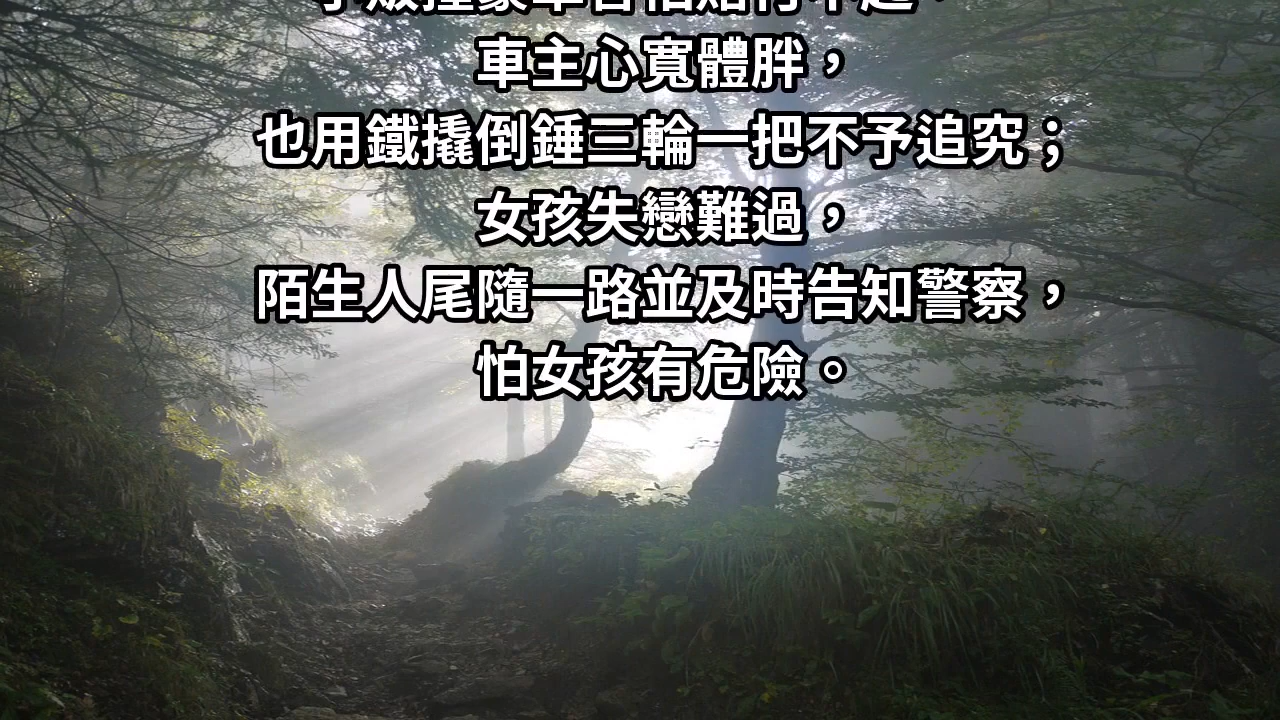 車主心寬體胖，
也用鐵撬倒錘三輪一把不予追究；
女孩失戀難過，
陌生人尾隨一路並及時告知警察，
怕女孩有危險。